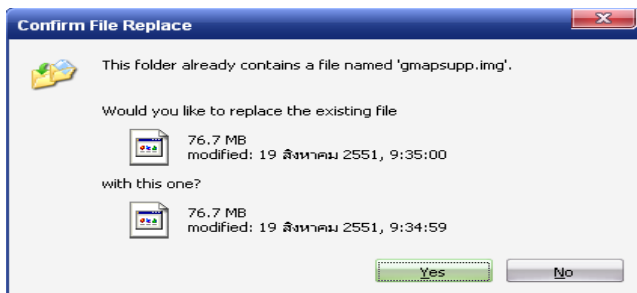 Confirm File Replace
This folder already contains a file named 'gmapsupp.img'.
Would you like to replace the existing file
76.7 MB
modified: 19 สิงหาคม 2551, 9:35:00
with this one?
76.7 MB
modified: 19 สิงหาคม 2551, 9:34:59
Yes No